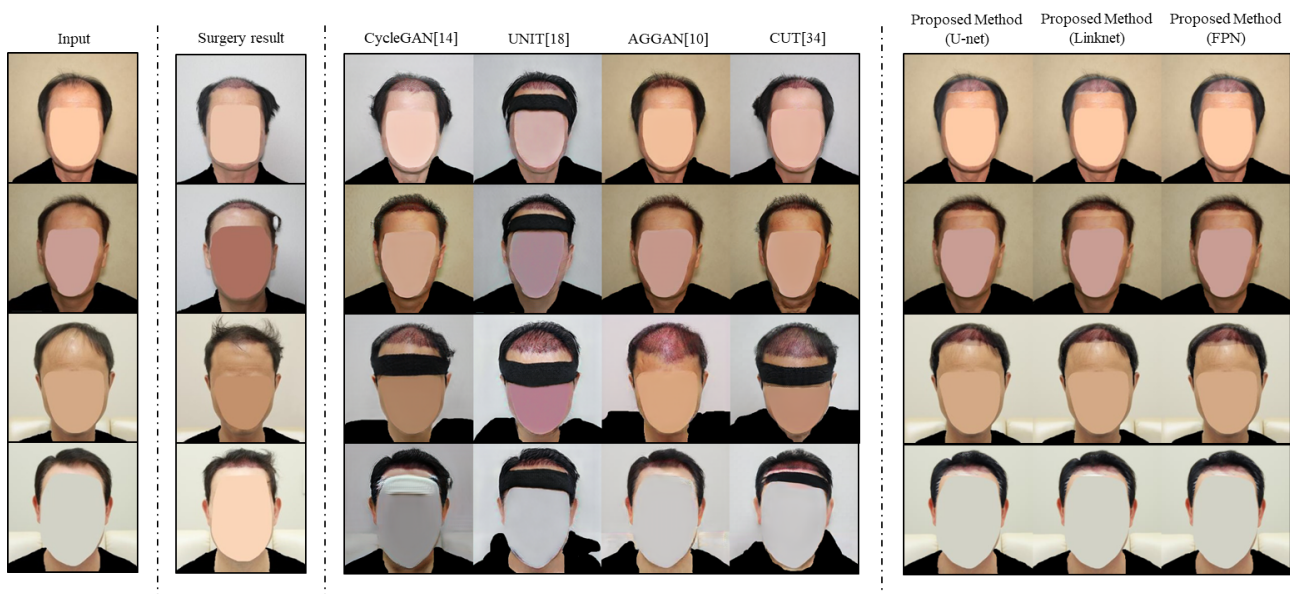 Input
Surgery result
CycleGAN[14]
UNIT[18]
AGGAN[10]
CUT[34]
Proposed Method
(U-net)
Proposed Method
(Linknet)
Proposed Method
(FPN)